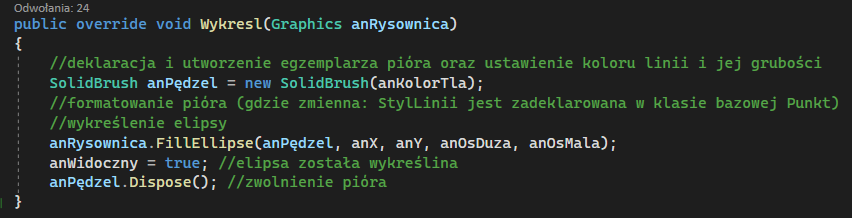 Odwołania: 24
public override void Wykresl(Graphics anRysownica)
{
//deklaracja i utworzenie egzemplarza pióra oraz ustawienie koloru linii i jej grubości
SolidBrush anPędzel = new SolidBrush(anKolorTla);
//formatowanie pióra (gdzie zmienna: StylLinii jest zadeklarowana w klasie bazowej Punkt)
//wykreślenie elipsy
anRysownica.FillEllipse(anPędzel, anX, anY, anOsDuza, anOsMala);
anWidoczny = true; //elipsa została wykreślina
anPędzel.Dispose(); //zwolnienie pióra
}